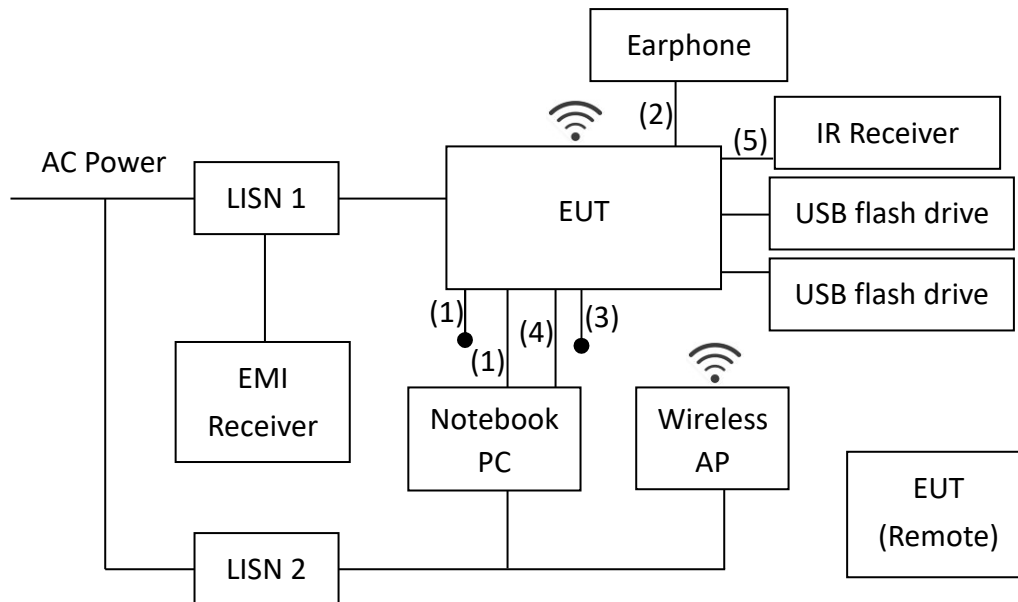 Earphone
(2)
(5)
IR Receiver
AC Power
LISN 1
EUT
USB flash drive
USB flash drive
(1)
(1)
(4)
(3)
EMI
Receiver
Notebook
PC
Wireless
AP
EUT
(Remote)
LISN 2